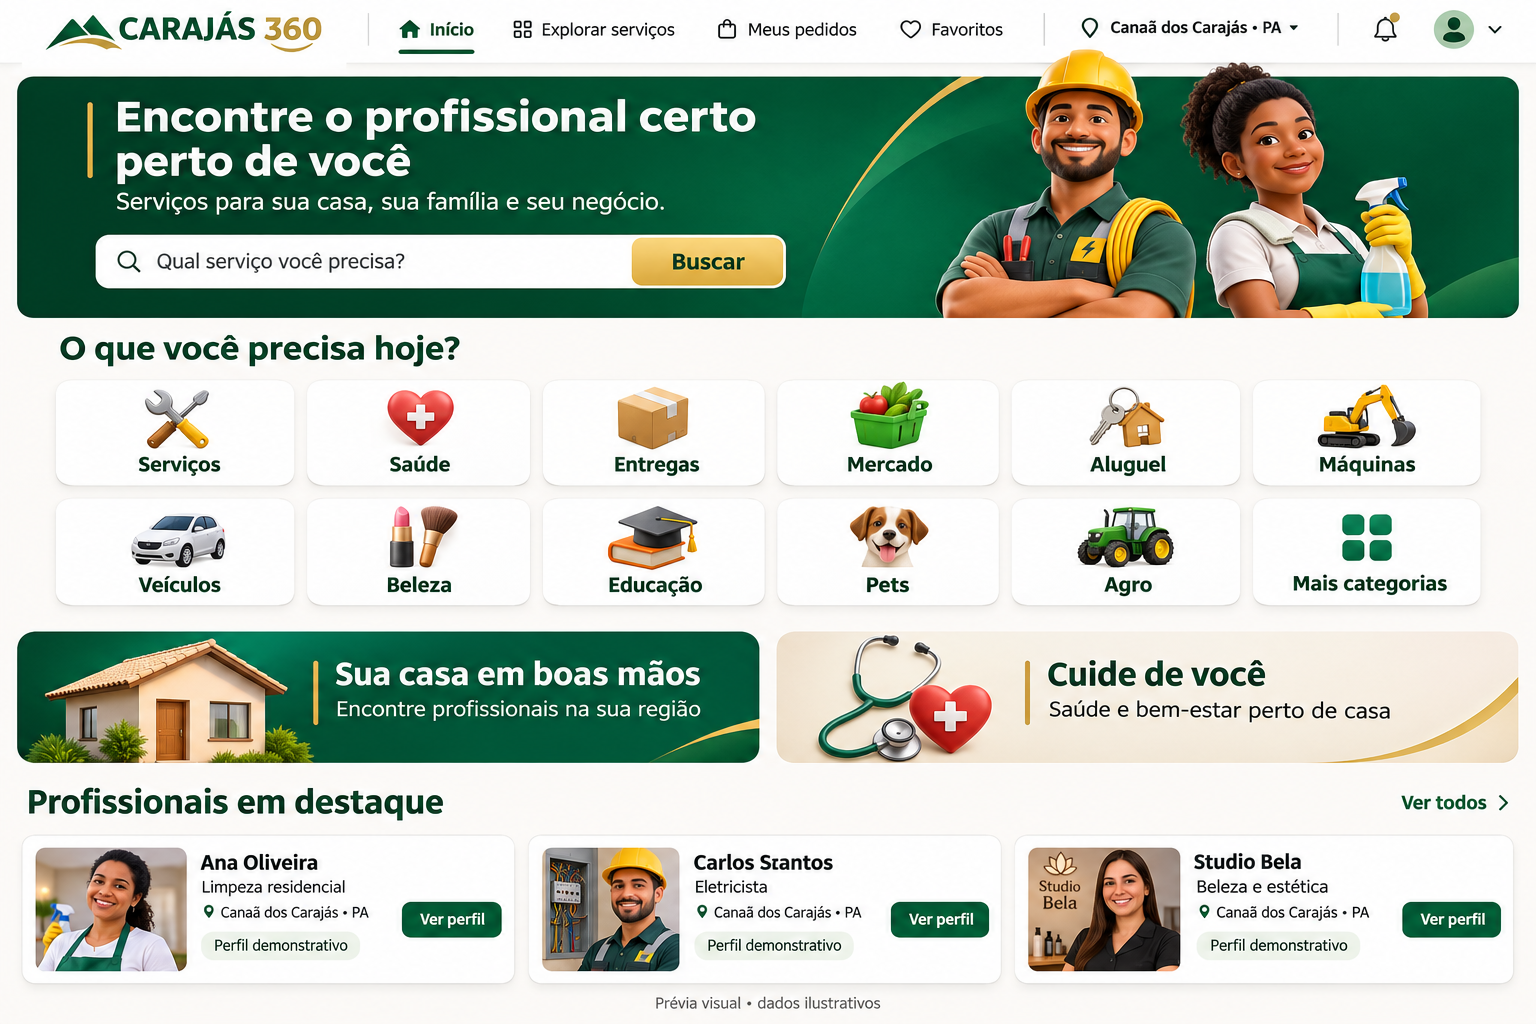 CARAJÁS 360
Início
Explorar serviços
Meus pedidos
Favoritos
Canaã dos Carajás • PA
Encontre o profissional certo
perto de você
Serviços para sua casa, sua família e seu negócio.
Qual serviço você precisa?
Buscar
O que você precisa hoje?
Serviços
Saúde
Entregas
Mercado
Aluguel
Máquinas
Veículos
Beleza
Educação
Pets
Agro
Mais categorias
Sua casa em boas mãos
Encontre profissionais na sua região
Cuide de você
Saúde e bem-estar perto de casa
Profissionais em destaque
Ver todos
Ana Oliveira
Limpeza residencial
Canaã dos Carajás • PA
Perfil demonstrativo
Ver perfil
Carlos
Eletricista
Canaã dos Carajás • PA
Perfil demonstrativo
Ver perfil
Studio
Bela
Studio Bela
Beleza e estética
Canaã dos Carajás • PA
Perfil demonstrativo
Ver perfil
Prévia visual • dados ilustrativos